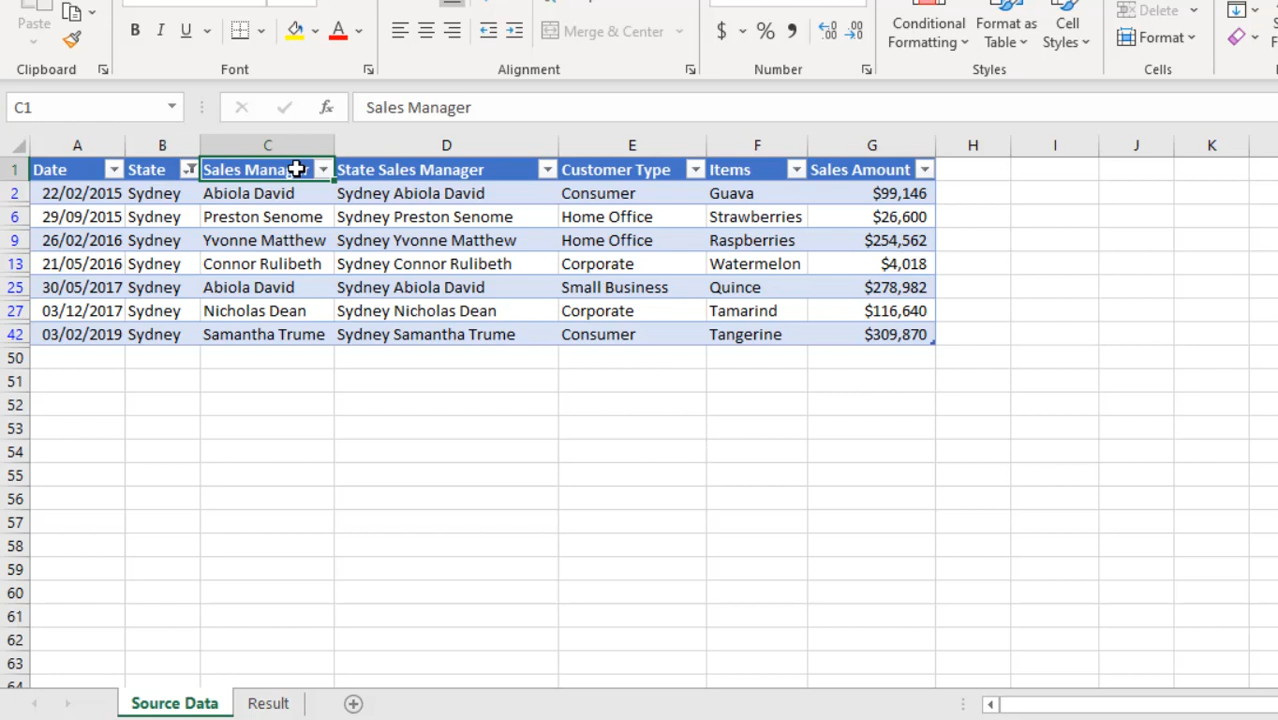 Paste
B I U
A
Merge & Center
$ % 9
Conditional Formatting
Format as Table
Cell Styles
Delete
Format
Clipboard Font Alignment Number Styles Cells
C1 fx Sales Manager
A B C D E F G H I J K
1 Date State Sales Manager State Sales Manager Customer Type Items Sales Amount
2 22/02/2015 Sydney Abiola David Sydney Abiola David Consumer Guava $99,146
6 29/09/2015 Sydney Preston Senome Sydney Preston Senome Home Office Strawberries $26,600
9 26/02/2016 Sydney Yvonne Matthew Sydney Yvonne Matthew Home Office Raspberries $254,562
13 21/05/2016 Sydney Connor Rulibeth Sydney Connor Rulibeth Corporate Watermelon $4,018
25 30/05/2017 Sydney Abiola David Sydney Abiola David Small Business Quince $278,982
27 03/12/2017 Sydney Nicholas Dean Sydney Nicholas Dean Corporate Tamarind $116,640
42 03/02/2019 Sydney Samantha Trume Sydney Samantha Trume Consumer Tangerine $309,870
50
51
52
53
54
55
56
57
58
59
60
61
62
63
64
Source Data Result